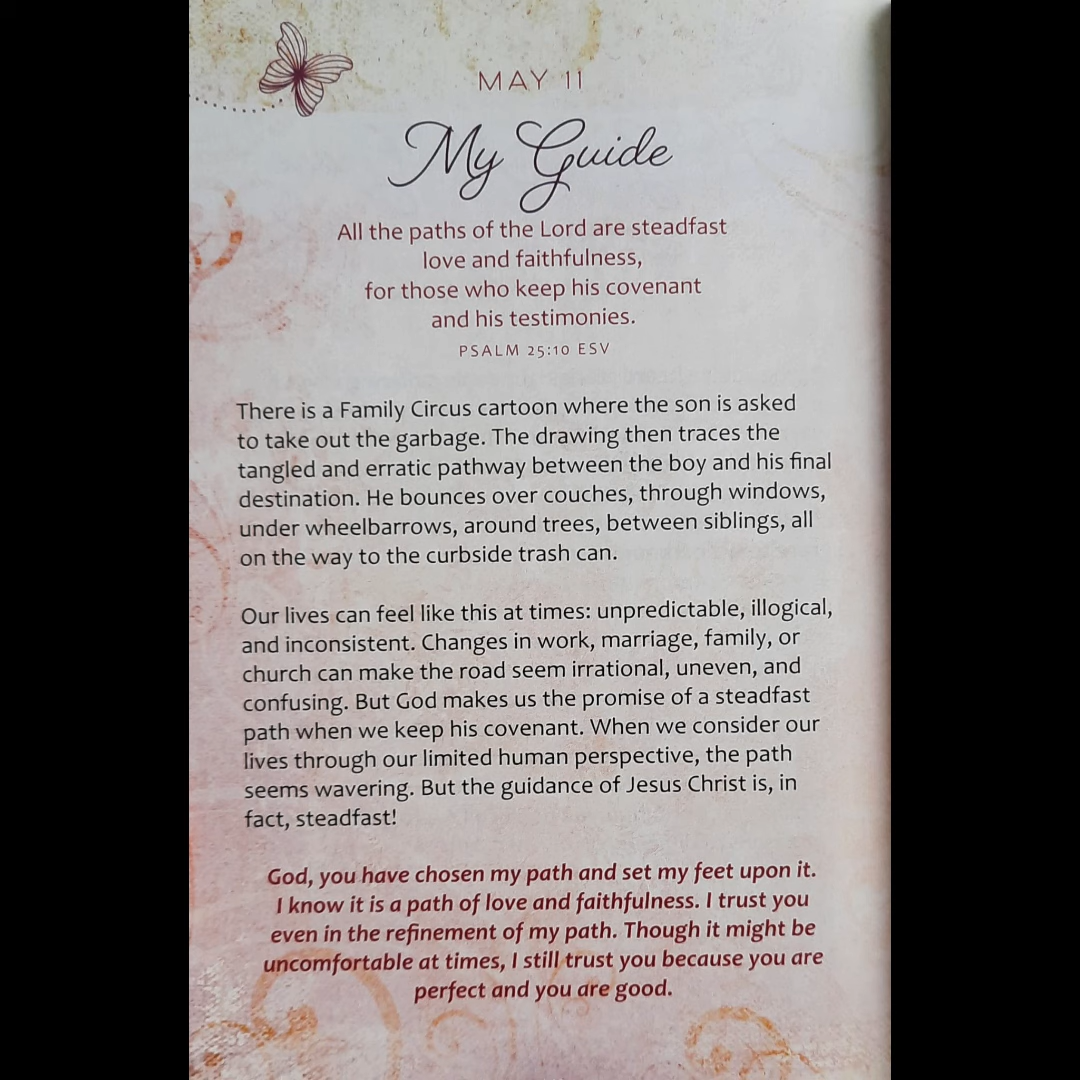 MAY 11
My Guide
All the paths of the Lord are steadfast
love and faithfulness,
for those who keep his covenant
and his testimonies.
PSALM 25:10 ESV
There is a Family Circus cartoon where the son is asked
to take out the garbage. The drawing then traces the
tangled and erratic pathway between the boy and his final
destination. He bounces over couches, through windows,
under wheelbarrows, around trees, between siblings, all
on the way to the curbside trash can.
Our lives can feel like this at times: unpredictable, illogical,
and inconsistent. Changes in work, marriage, family, or
church can make the road seem irrational, uneven, and
confusing. But God makes us the promise of a steadfast
path when we keep his covenant. When we consider our
lives through our limited human perspective, the path
seems wavering. But the guidance of Jesus Christ is, in
fact, steadfast!
God, you have chosen my path and set my feet upon it.
I know it is a path of love and faithfulness. I trust you
even in the refinement of my path. Though it might be
uncomfortable at times, I still trust you because you are
perfect and you are good.